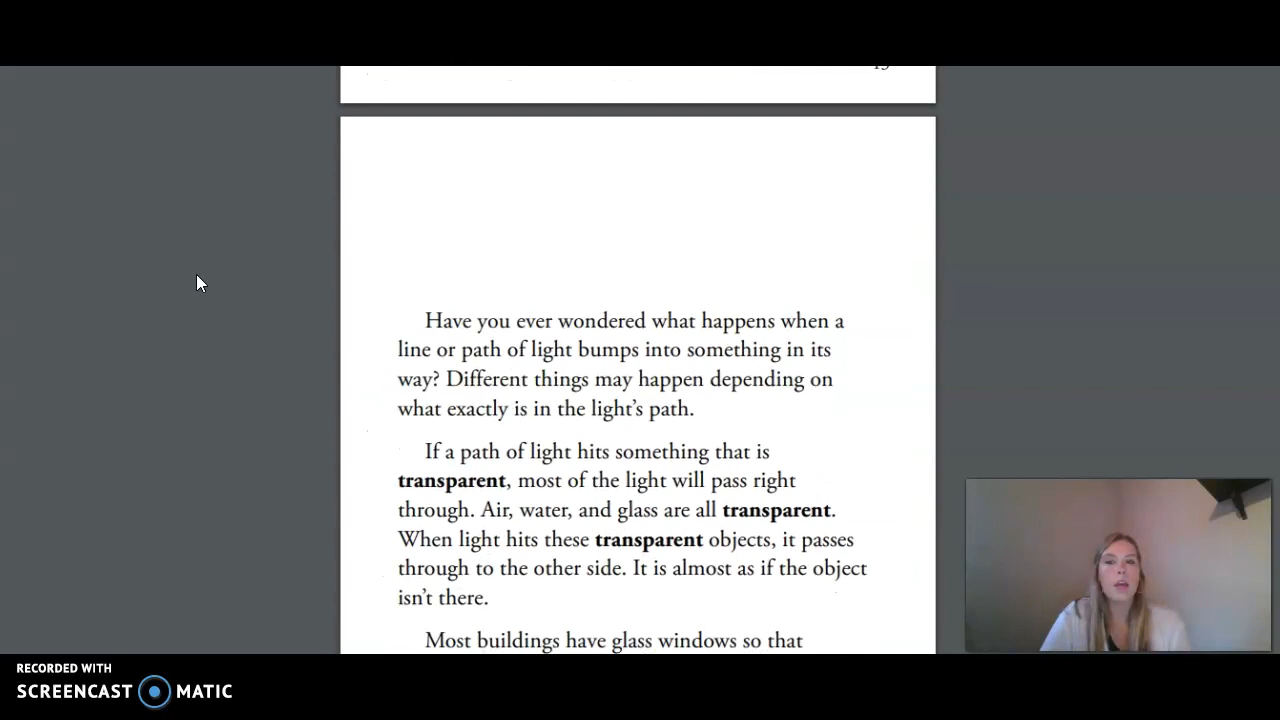 Have you ever wondered what happens when a
line or path of light bumps into something in its
way? Different things may happen depending on
what exactly is in the light's path.
If a path of light hits something that is
transparent, most of the light will pass right
through. Air, water, and glass are all transparent.
When light hits these transparent objects, it passes
through to the other side. It is almost as if the object
isn't there.
Most buildings have glass windows so that
RECORDED WITH
SCREENCAST MATIC